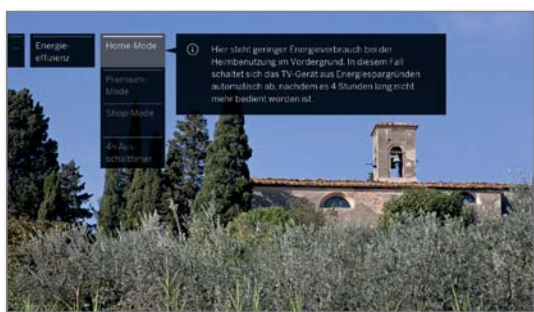 ...
Energie-
effizienz
Home-Mode
Premium-
Mode
Shop-Mode
4h Aus-
schalttimer
Hier steht geringer Energieverbrauch bei der
Heimbenutzung im Vordergrund. In diesem Fall
schaltet sich das TV-Gerät aus Energiespargründen
automatisch ab, nachdem es 4 Stunden lang nicht
mehr bedient worden ist.